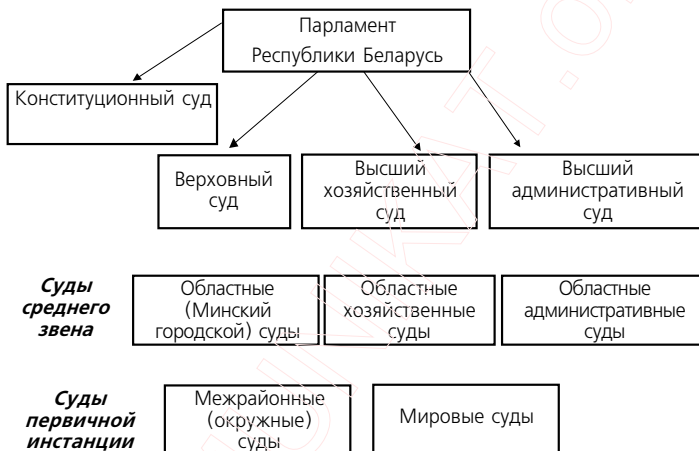 Парламент
Республики Беларусь
Конституционный суд
Верховный
суд
Высший
хозяйственный
суд
Высший
административный
суд
Суды
среднего
звена
Областные
(Минский
городской) суды
Областные
хозяйственные
суды
Областные
административные
суды
Суды
первичной
инстанции
Межрайонные
(окружные)
суды
Мировые суды